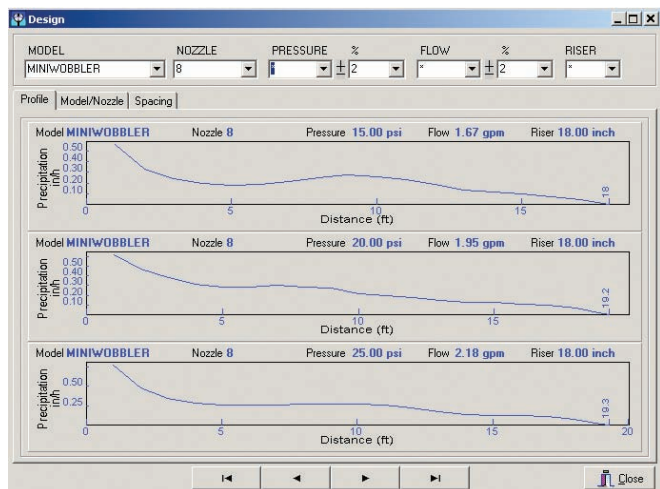 Design
MODEL NOZZLE PRESSURE % FLOW % RISER
MINIWOBBLER 8 * ± 2 * ± 2 *
Profile Model/Nozzle Spacing
Model MINIWOBBLER Nozzle 8 Pressure 15.00 psi Flow 1.67 gpm Riser 18.00 inch
Precipitation
in/h
0.50
0.40
0.30
0.20
0.10
18
0 5 10 15
Distance (ft)
Model MINIWOBBLER Nozzle 8 Pressure 20.00 psi Flow 1.95 gpm Riser 18.00 inch
Precipitation
in/h
0.50
0.40
0.30
0.20
0.10
19.2
0 5 10 15
Distance (ft)
Model MINIWOBBLER Nozzle 8 Pressure 25.00 psi Flow 2.18 gpm Riser 18.00 inch
Precipitation
in/h
0.50
0.25
19.3
0 5 10 15 20
Distance (ft)
Close